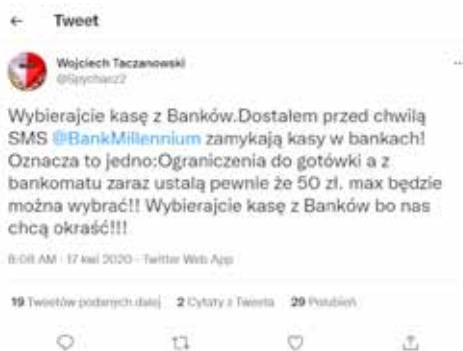 Tweet
Wojciech Taczanowski
@Spychacz2
Wybierajcie kasę z Banków.Dostałem przed chwilą
SMS @BankMillennium zamykają kasy w bankach!
Oznacza to jedno:Ograniczenia do gotówki a z
bankomatu zaraz ustalą pewnie że 50 zł. max będzie
można wybrać!! Wybierajcie kasę z Banków bo nas
chcą okraść!!!
8:08 AM · 17 kwi 2020 · Twitter Web App
19 Tweetów podanych dalej 2 Cytaty z Tweeta 29 Polubień